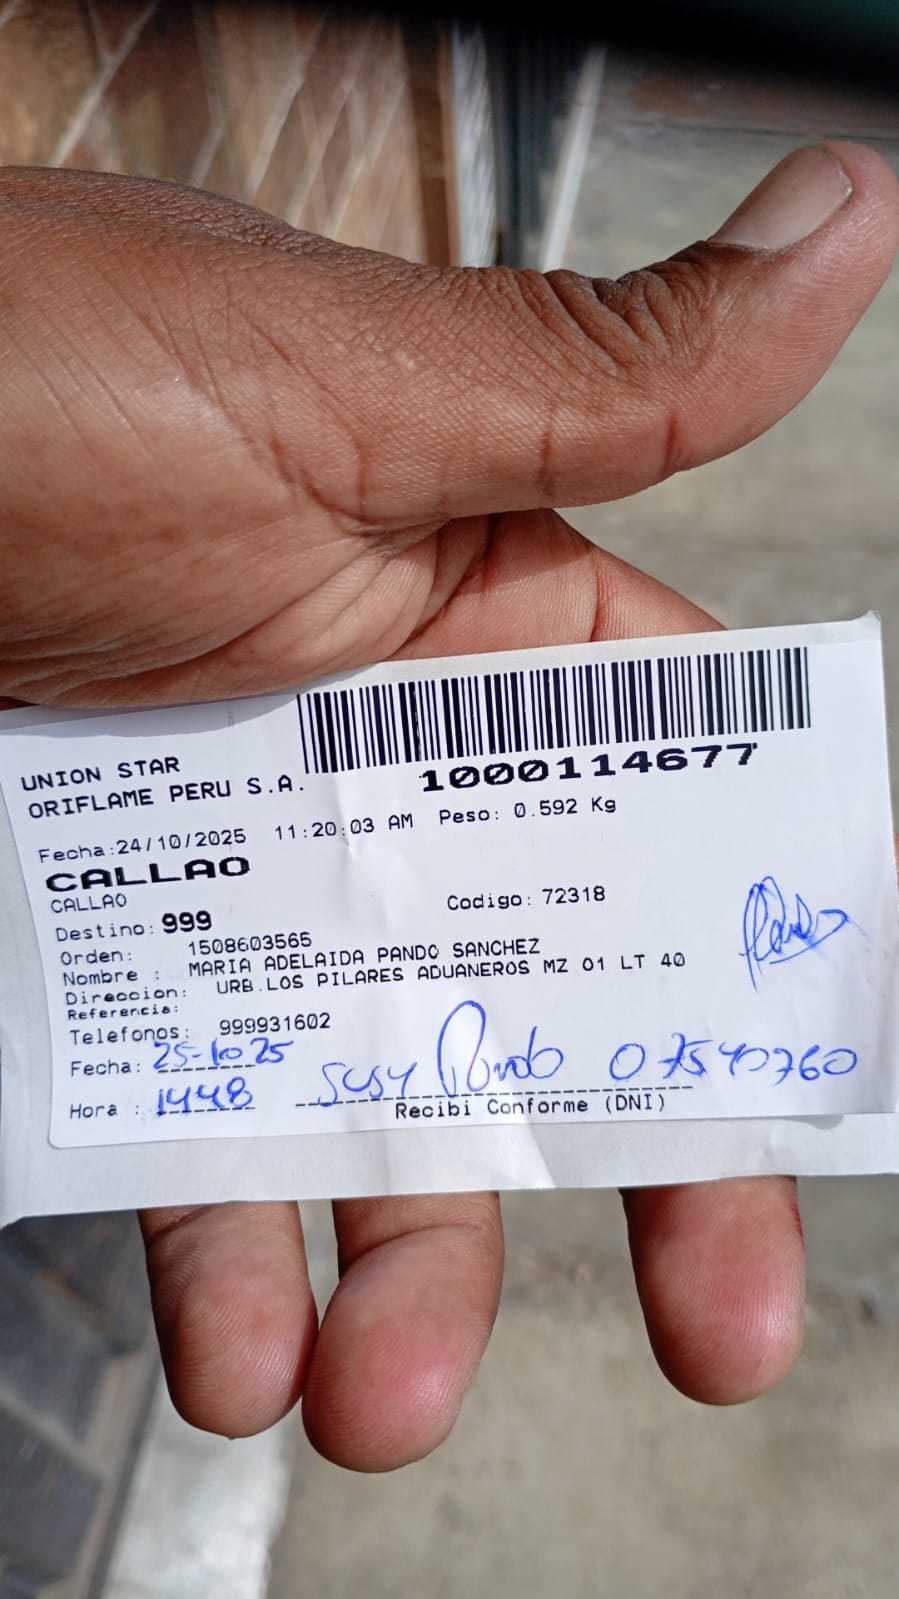 UNION STAR
ORIFLAME PERU S.A.
1000114677
Fecha:24/10/2025 11:20:03 AM Peso: 0.592 Kg
CALLAO
CALLAO
Destino: 999 Codigo: 72318
Orden: 1508603565
Nombre : MARIA ADELAIDA PANDO SANCHEZ
Direccion: URB.LOS PILARES ADUANEROS MZ 01 LT 40
Referencia:
Telefonos: 999931602
Fecha: 25-10 25
Hora : 1448 Susy Pando
Recibi Conforme (DNI)